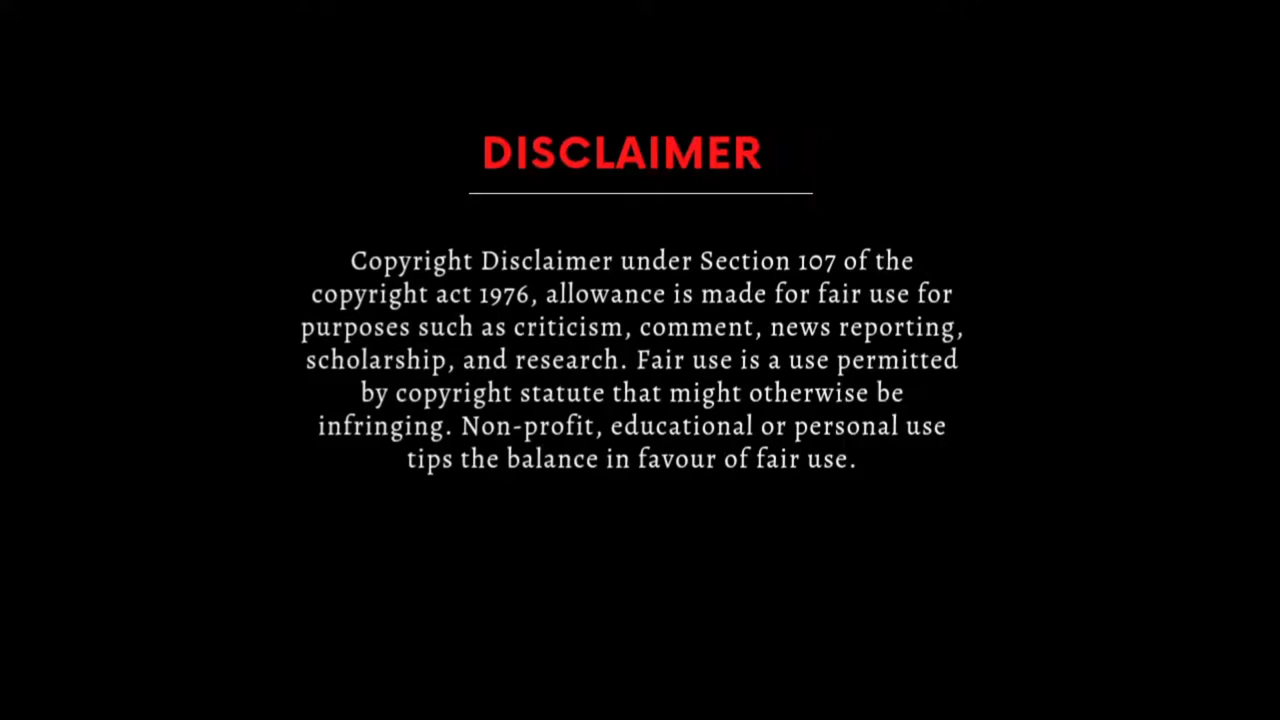 DISCLAIMER
Copyright Disclaimer under Section 107 of the
copyright act 1976, allowance is made for fair use for
purposes such as criticism, comment, news reporting,
scholarship, and research. Fair use is a use permitted
by copyright statute that might otherwise be
infringing. Non-profit, educational or personal use
tips the balance in favour of fair use.